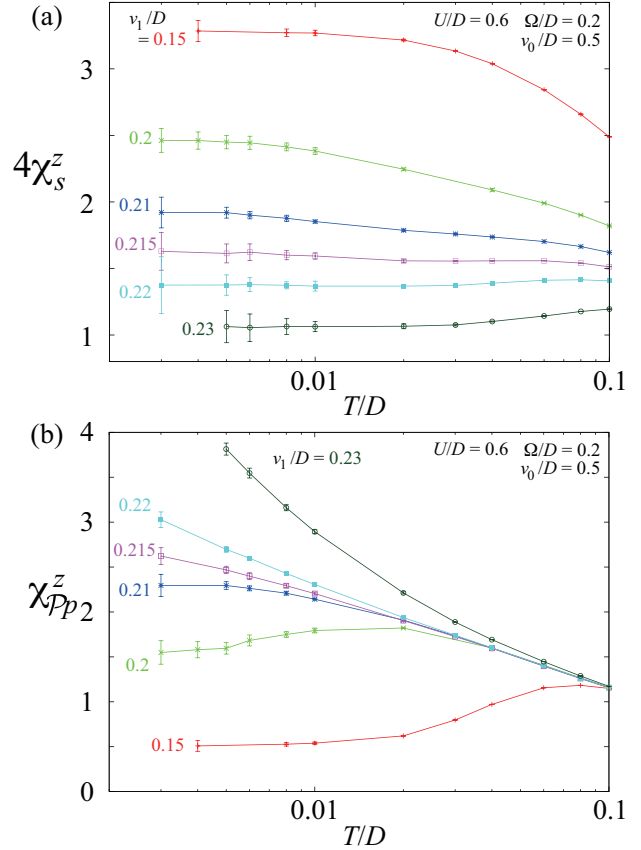 (a)
v₁/D
= 0.15
U/D = 0.6 Ω/D = 0.2
v₀/D = 0.5
3
0.2
4χₛᶻ
2
0.21
0.215
0.22
1
0.23
0.01
0.1
T/D
(b)
4
v₁/D = 0.23
U/D = 0.6 Ω/D = 0.2
v₀/D = 0.5
0.22
3
0.215
0.21
χ𝒫ₚᶻ
2
0.2
1
0.15
0
0.01
0.1
T/D